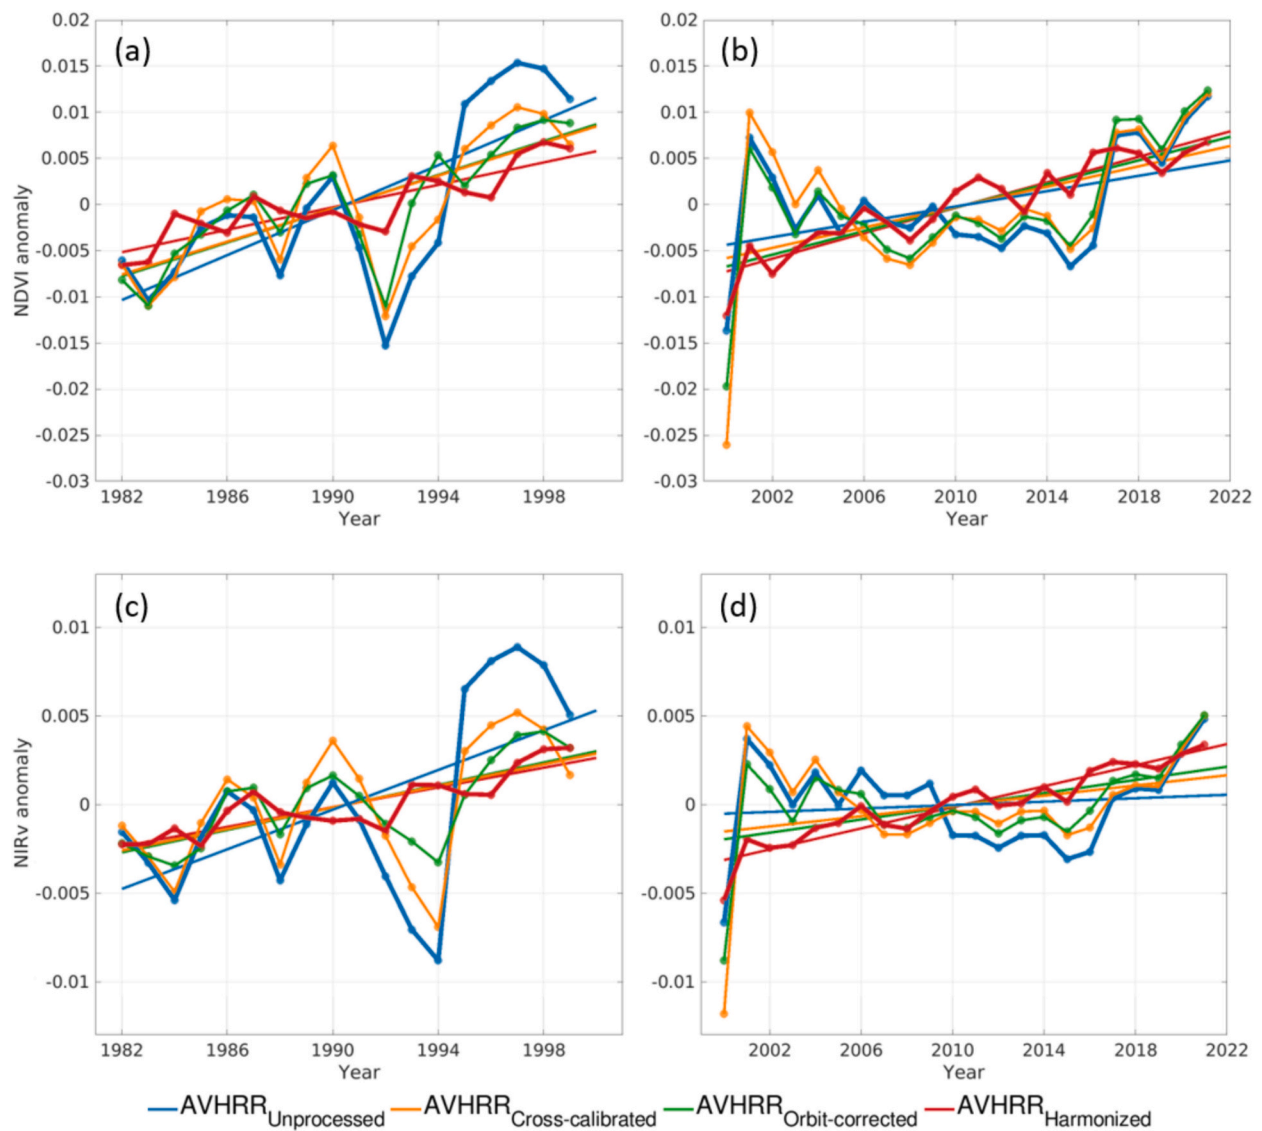 (a)
NDVI anomaly
0.02
0.015
0.01
0.005
0
-0.005
-0.01
-0.015
-0.02
-0.025
-0.03
1982 1986 1990 1994 1998
Year
(b)
0.02
0.015
0.01
0.005
0
-0.005
-0.01
-0.015
-0.02
-0.025
-0.03
2002 2006 2010 2014 2018 2022
Year
(c)
NIRv anomaly
0.01
0.005
0
-0.005
-0.01
1982 1986 1990 1994 1998
Year
(d)
0.01
0.005
0
-0.005
-0.01
2002 2006 2010 2014 2018 2022
Year
AVHRRUnprocessed AVHRRCross-calibrated AVHRROrbit-corrected AVHRRHarmonized